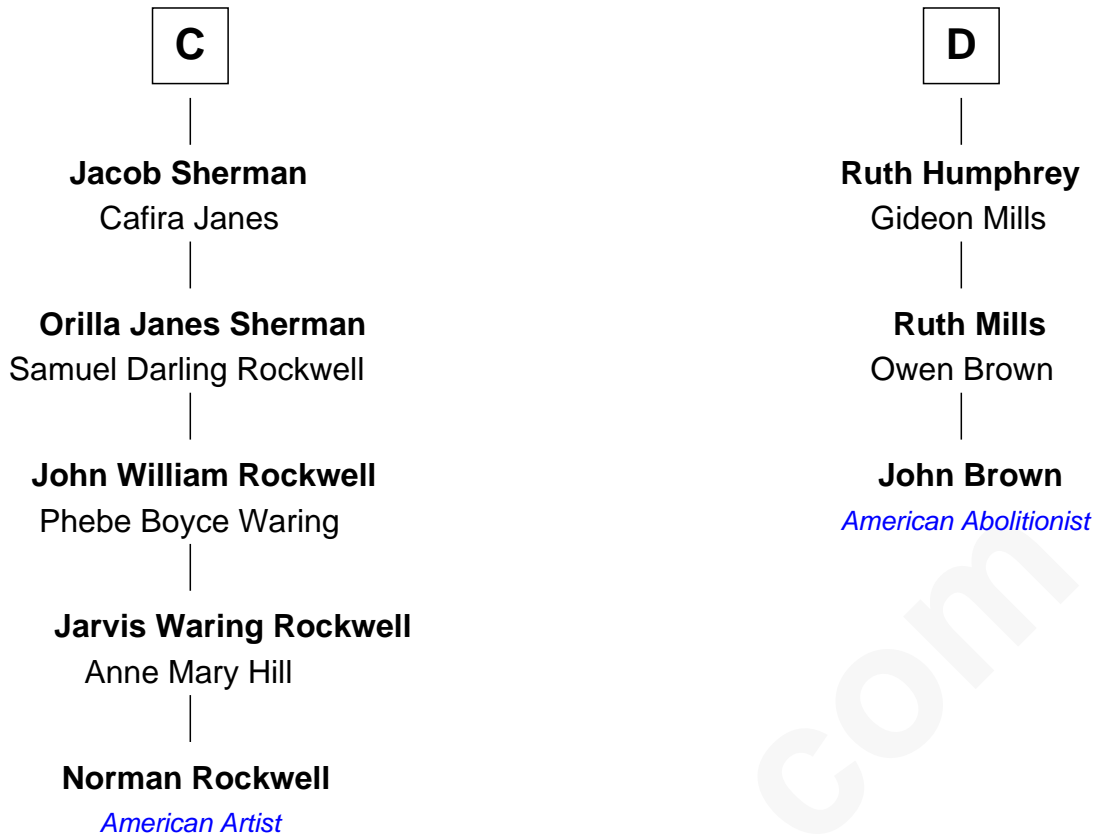 C
Jacob Sherman
Cafira Janes
Orilla Janes Sherman
Samuel Darling Rockwell
John William Rockwell
Phebe Boyce Waring
Jarvis Waring Rockwell
Anne Mary Hill
Norman Rockwell
American Artist
D
Ruth Humphrey
Gideon Mills
Ruth Mills
Owen Brown
John Brown
American Abolitionist
com